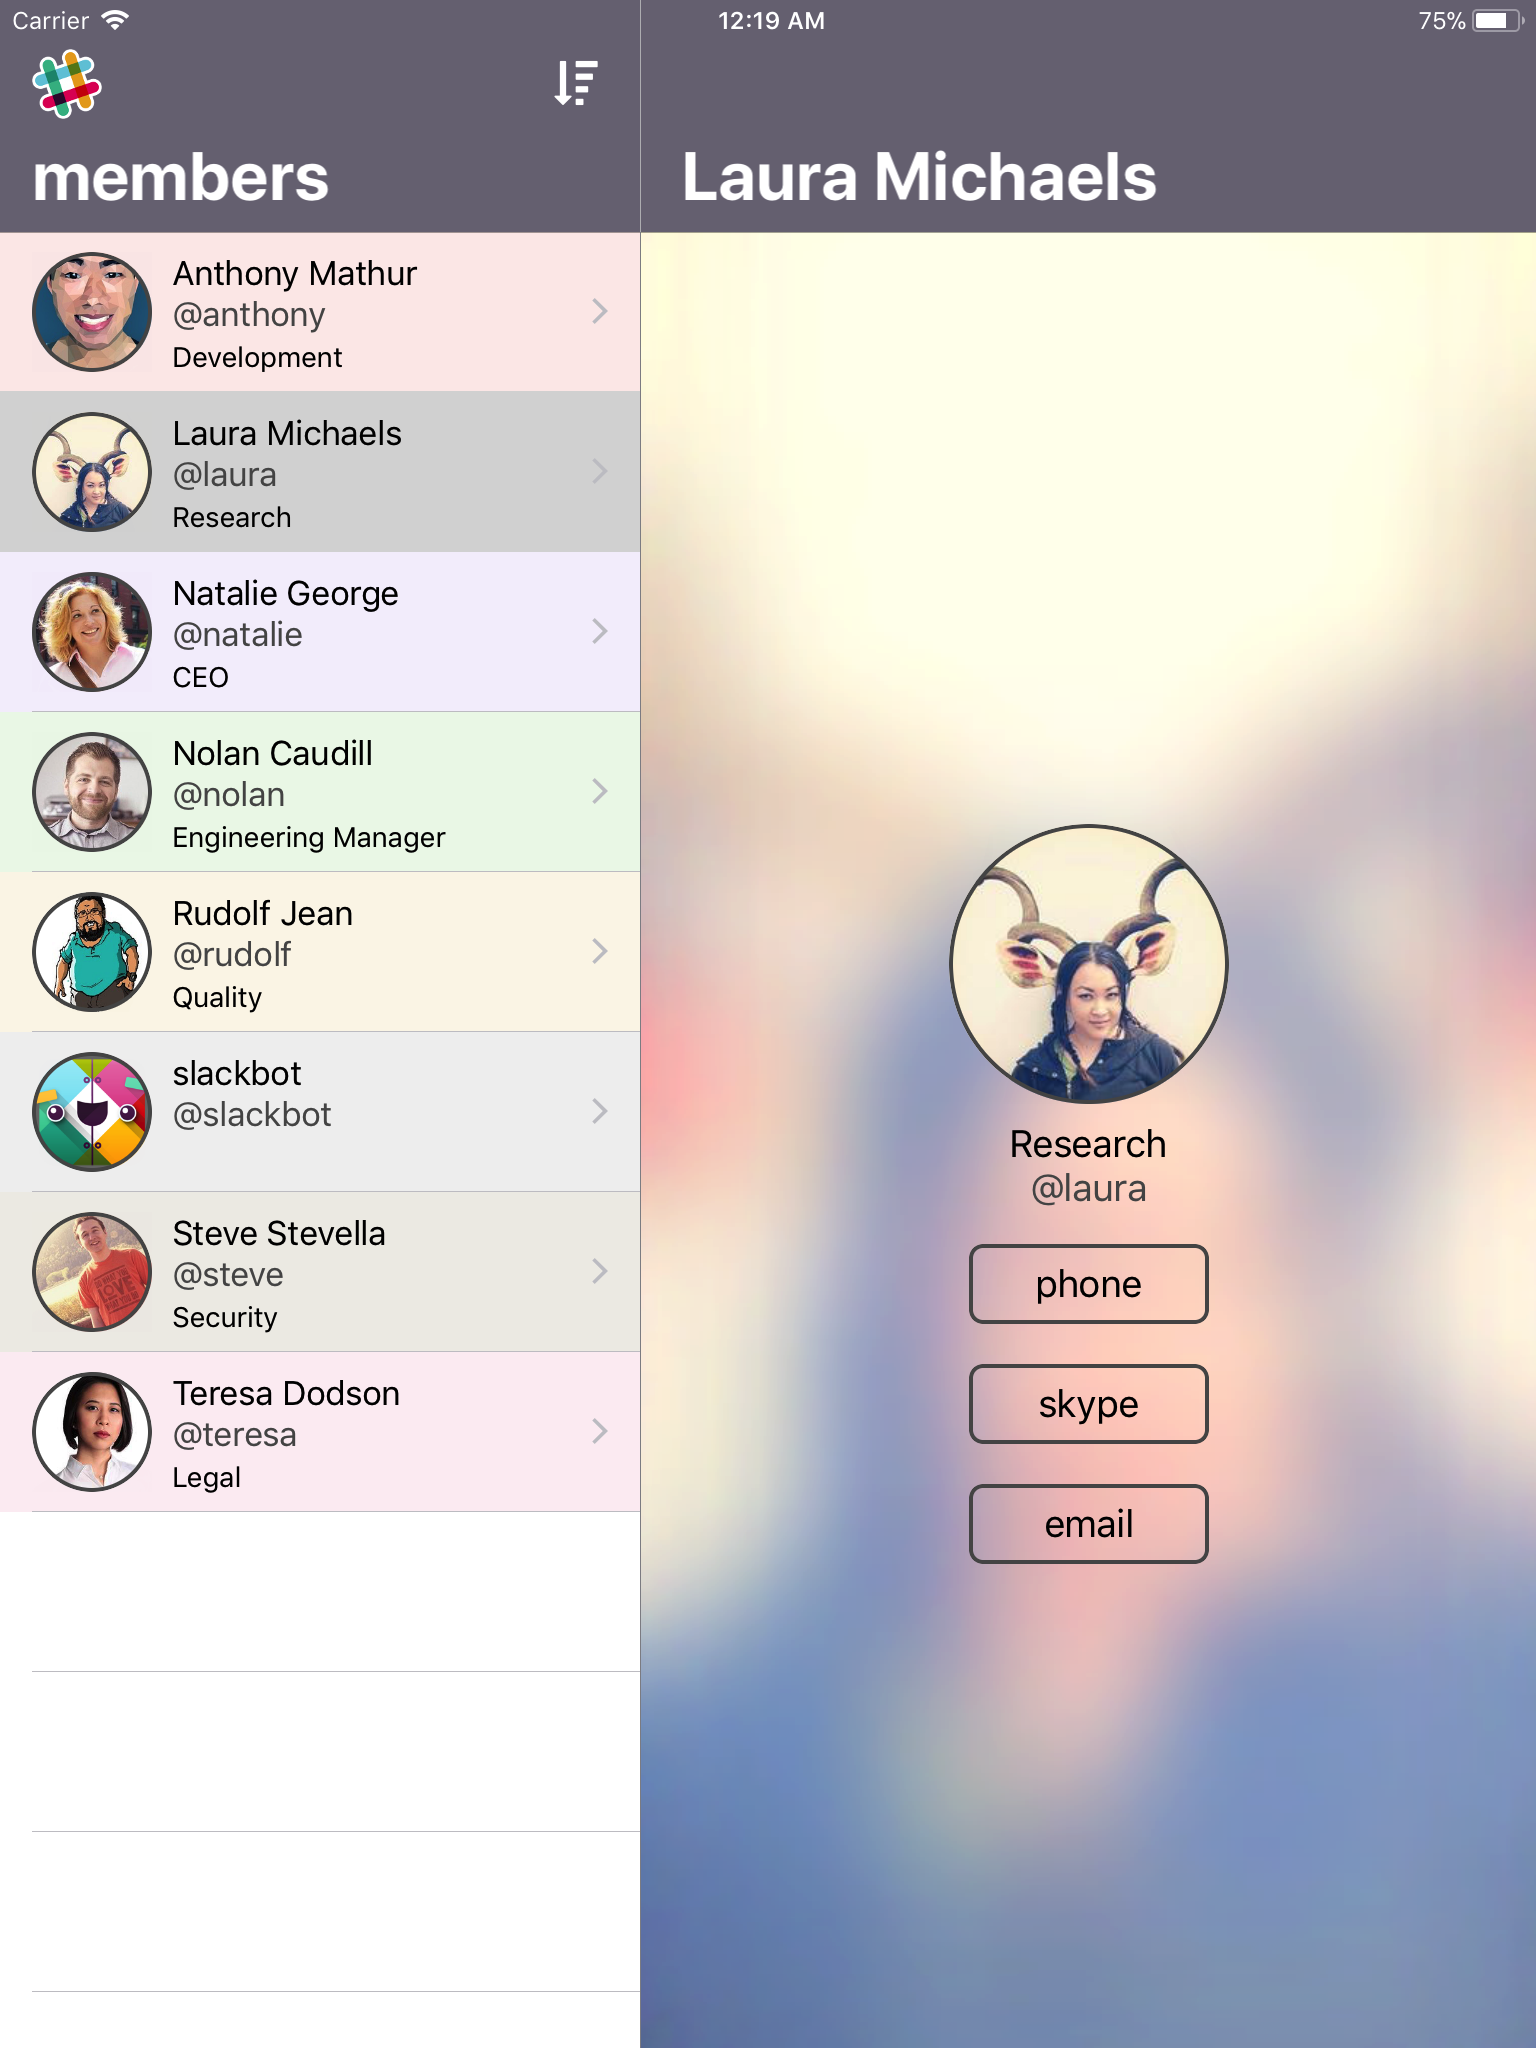 Carrier
12:19 AM
75%
members
Laura Michaels
Anthony Mathur
@anthony
Development
Laura Michaels
@laura
Research
Natalie George
@natalie
CEO
Nolan Caudill
@nolan
Engineering Manager
Rudolf Jean
@rudolf
Quality
slackbot
@slackbot
Steve Stevella
@steve
Security
Teresa Dodson
@teresa
Legal
Research
@laura
phone
skype
email
LOVE